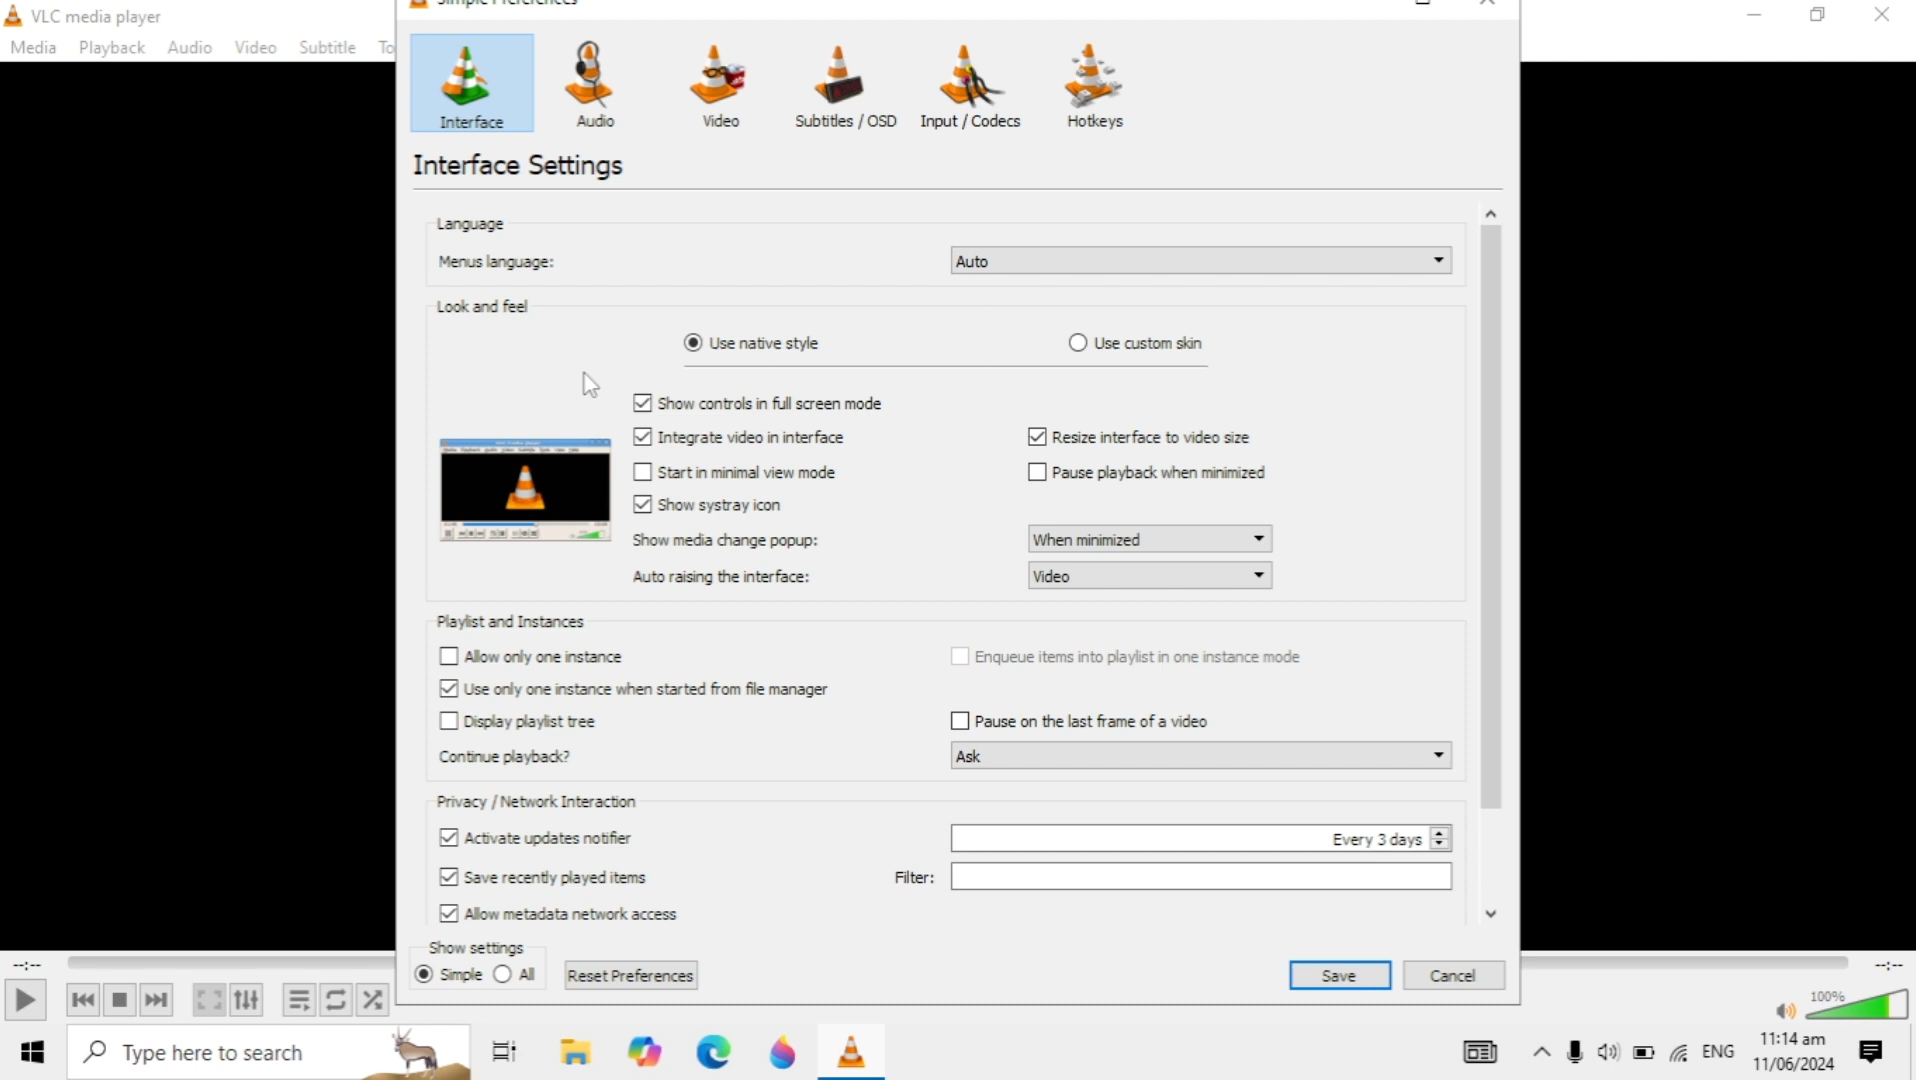 VLC media player
Simple Preferences
Media Playback Audio Video Subtitle To
Interface Audio Video Subtitles / OSD Input / Codecs Hotkeys
Interface Settings
Language
Menus language: Auto
Look and feel
Use native style Use custom skin
Show controls in full screen mode
Integrate video in interface Resize interface to video size
Start in minimal view mode Pause playback when minimized
Show systray icon
Show media change popup: When minimized
Auto raising the interface: Video
Playlist and Instances
Allow only one instance Enqueue items into playlist in one instance mode
Use only one instance when started from file manager
Display playlist tree Pause on the last frame of a video
Continue playback? Ask
Privacy / Network Interaction
Activate updates notifier Every 3 days
Save recently played items Filter:
Allow metadata network access
Show settings
Simple All Reset Preferences Save Cancel
--:-- --:--
100%
Type here to search ENG 11:14 am
11/06/2024